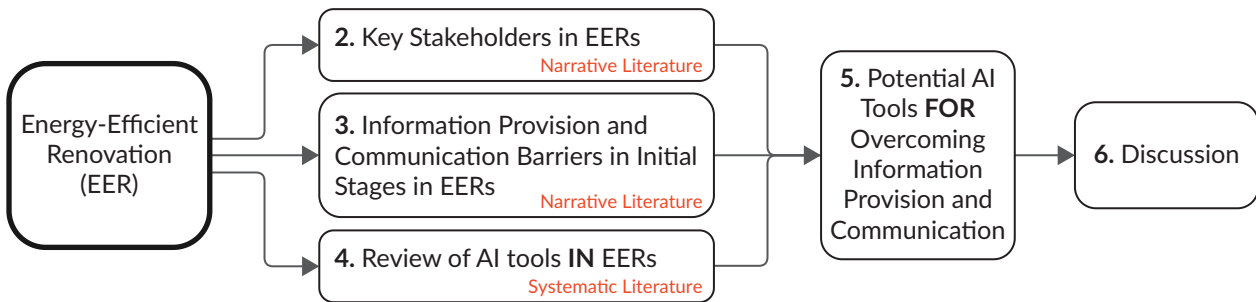 Energy-Efficient
Renovation
(EER)
2. Key Stakeholders in EERs
Narrative Literature
3. Information Provision and
Communication Barriers in Initial
Stages in EERs
Narrative Literature
4. Review of AI tools IN EERs
Systematic Literature
5. Potential AI
Tools FOR
Overcoming
Information
Provision and
Communication
6. Discussion